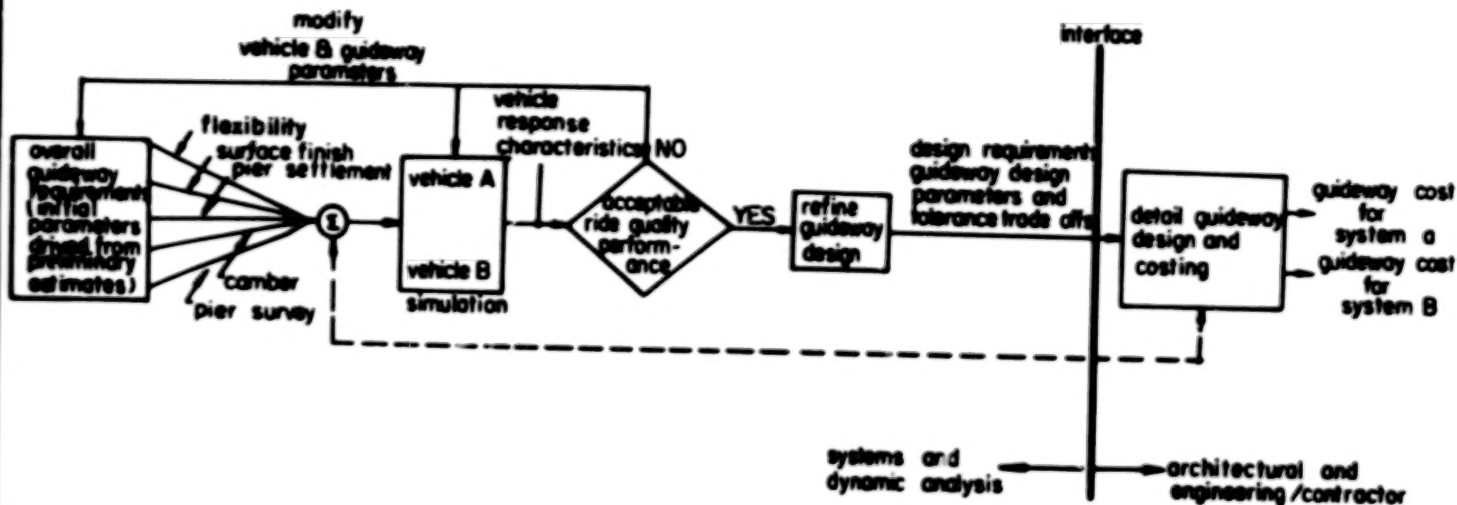 modify
vehicle & guideway
parameters
interface
overall
guideway
requirements
(initial
parameters
drived from
preliminary
estimates)
flexibility
surface finish
pier settlement
camber
pier survey
Σ
vehicle A
vehicle B
simulation
vehicle
response
characteristics
NO
acceptable
ride quality
perform-
ance
YES
refine
guideway
design
design requirements
guideway design
parameters and
tolerance trade offs
detail guideway
design and
costing
guideway cost
for
system a
guideway cost
for
system B
systems and
dynamic analysis
architectural and
engineering/contractor